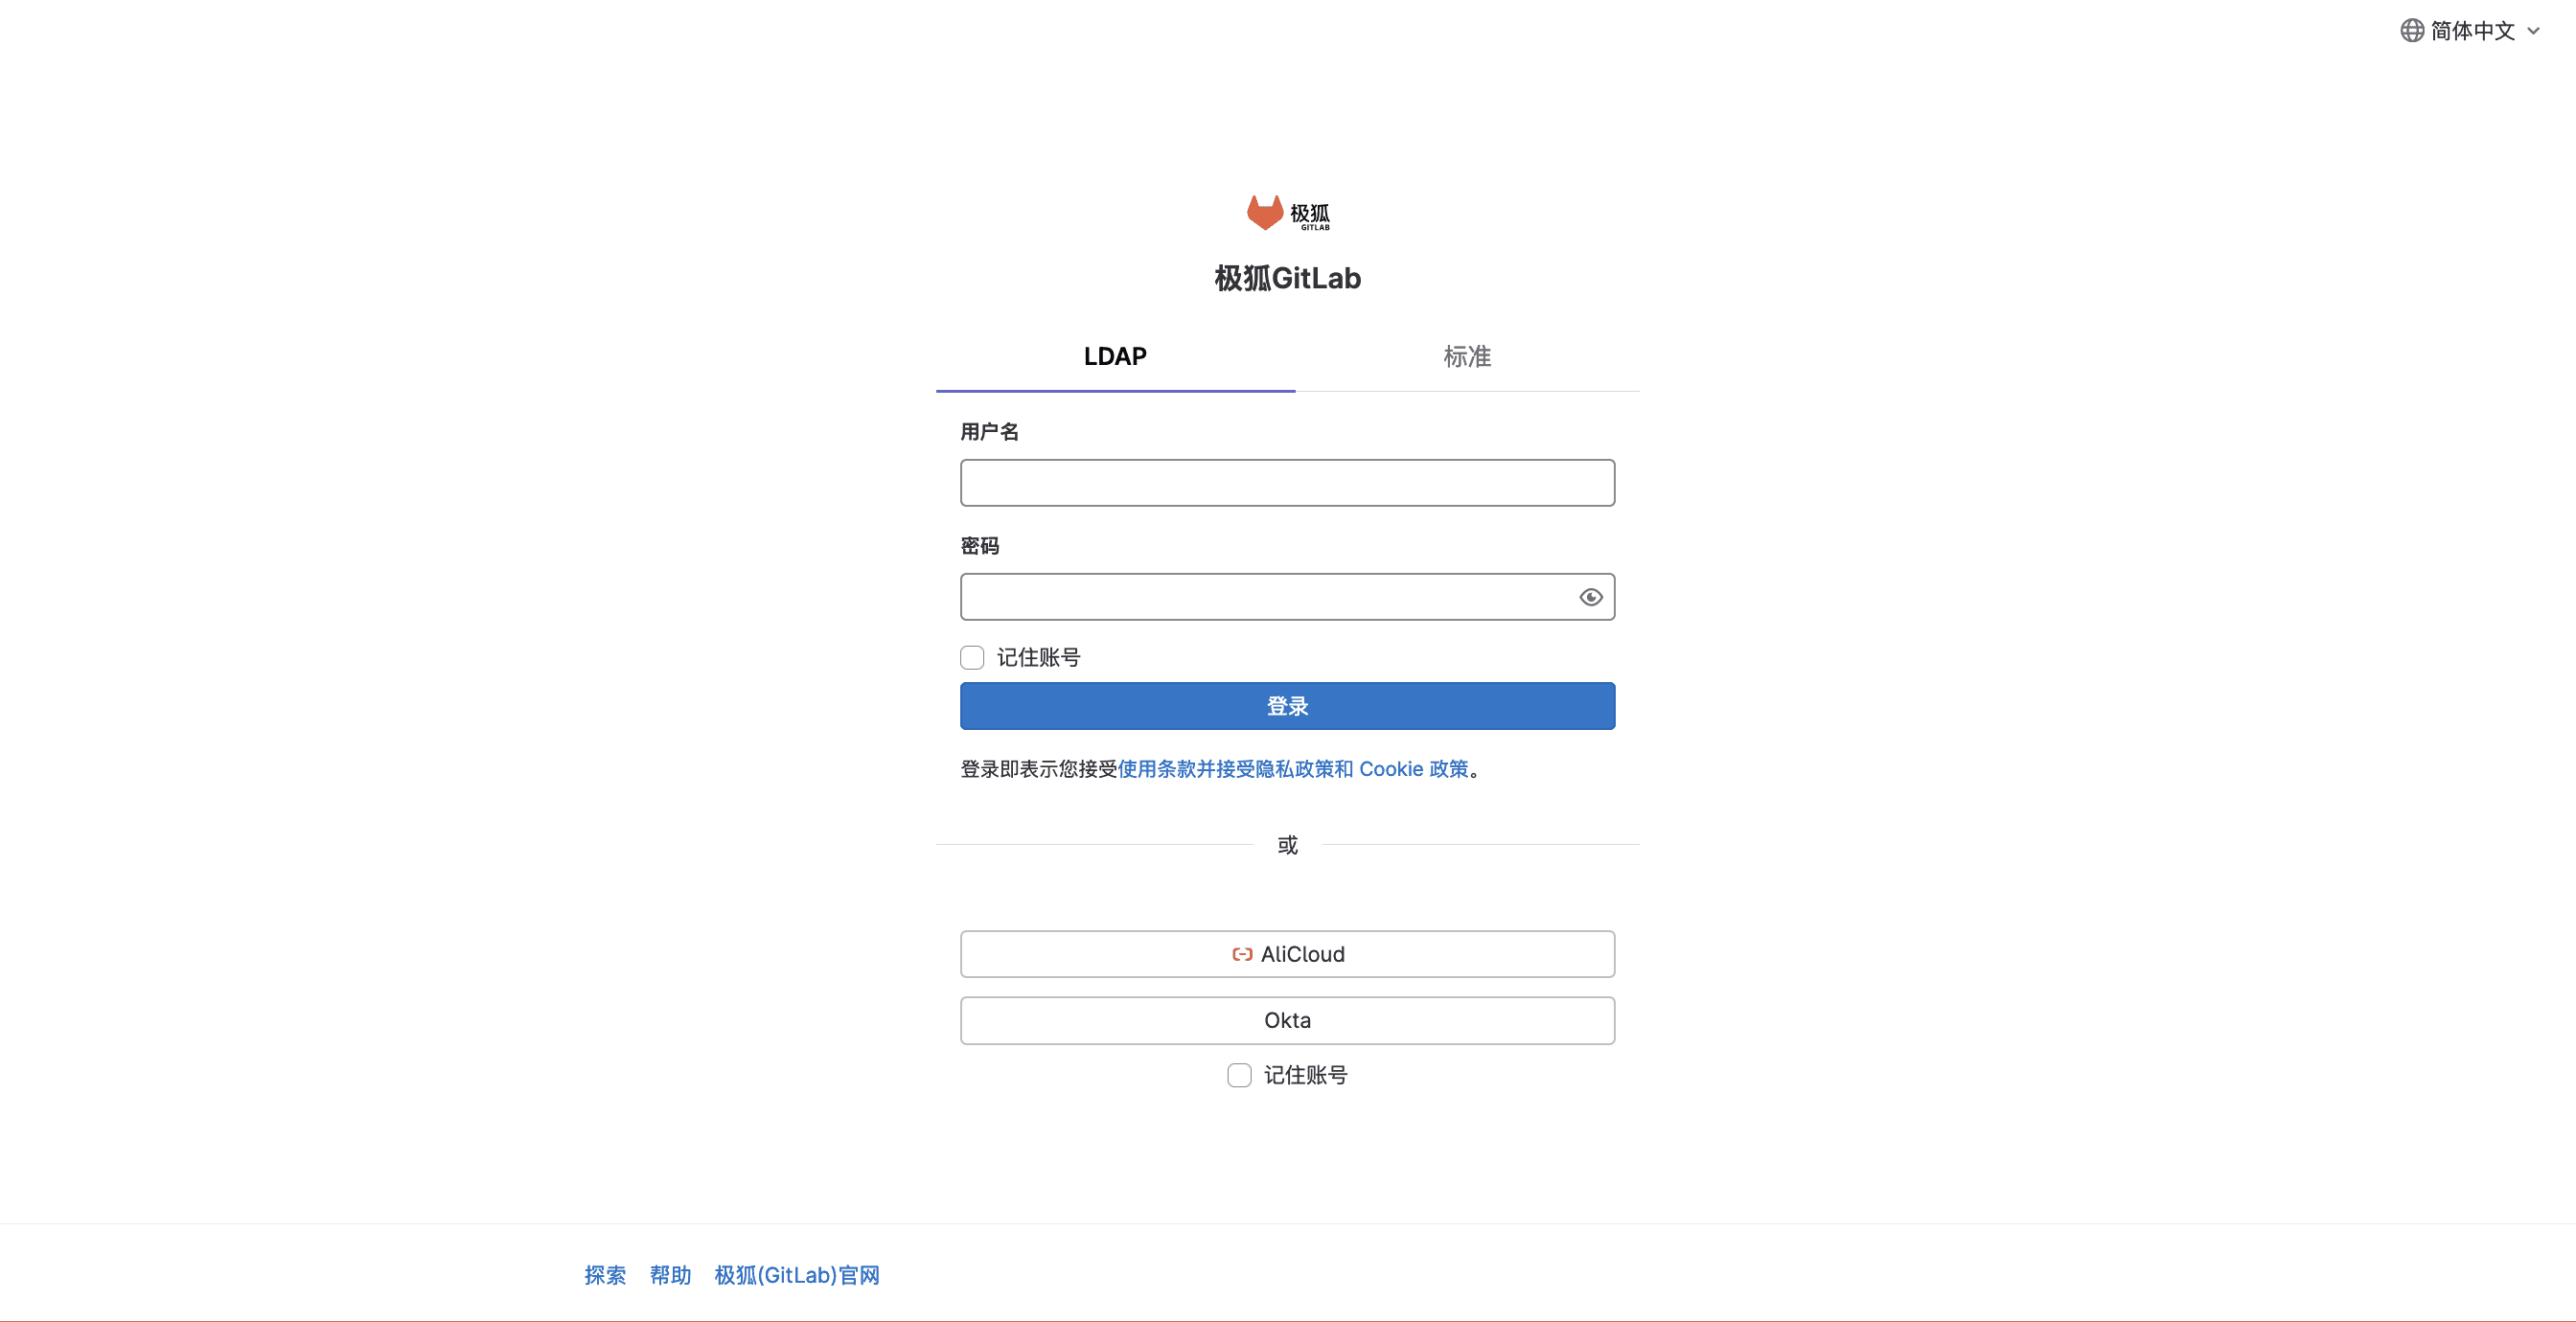 简体中文
极狐
GITLAB
极狐GitLab
LDAP 标准
用户名
密码
记住账号
登录
登录即表示您接受使用条款并接受隐私政策和 Cookie 政策。
或
AliCloud
Okta
记住账号
探索 帮助 极狐(GitLab)官网